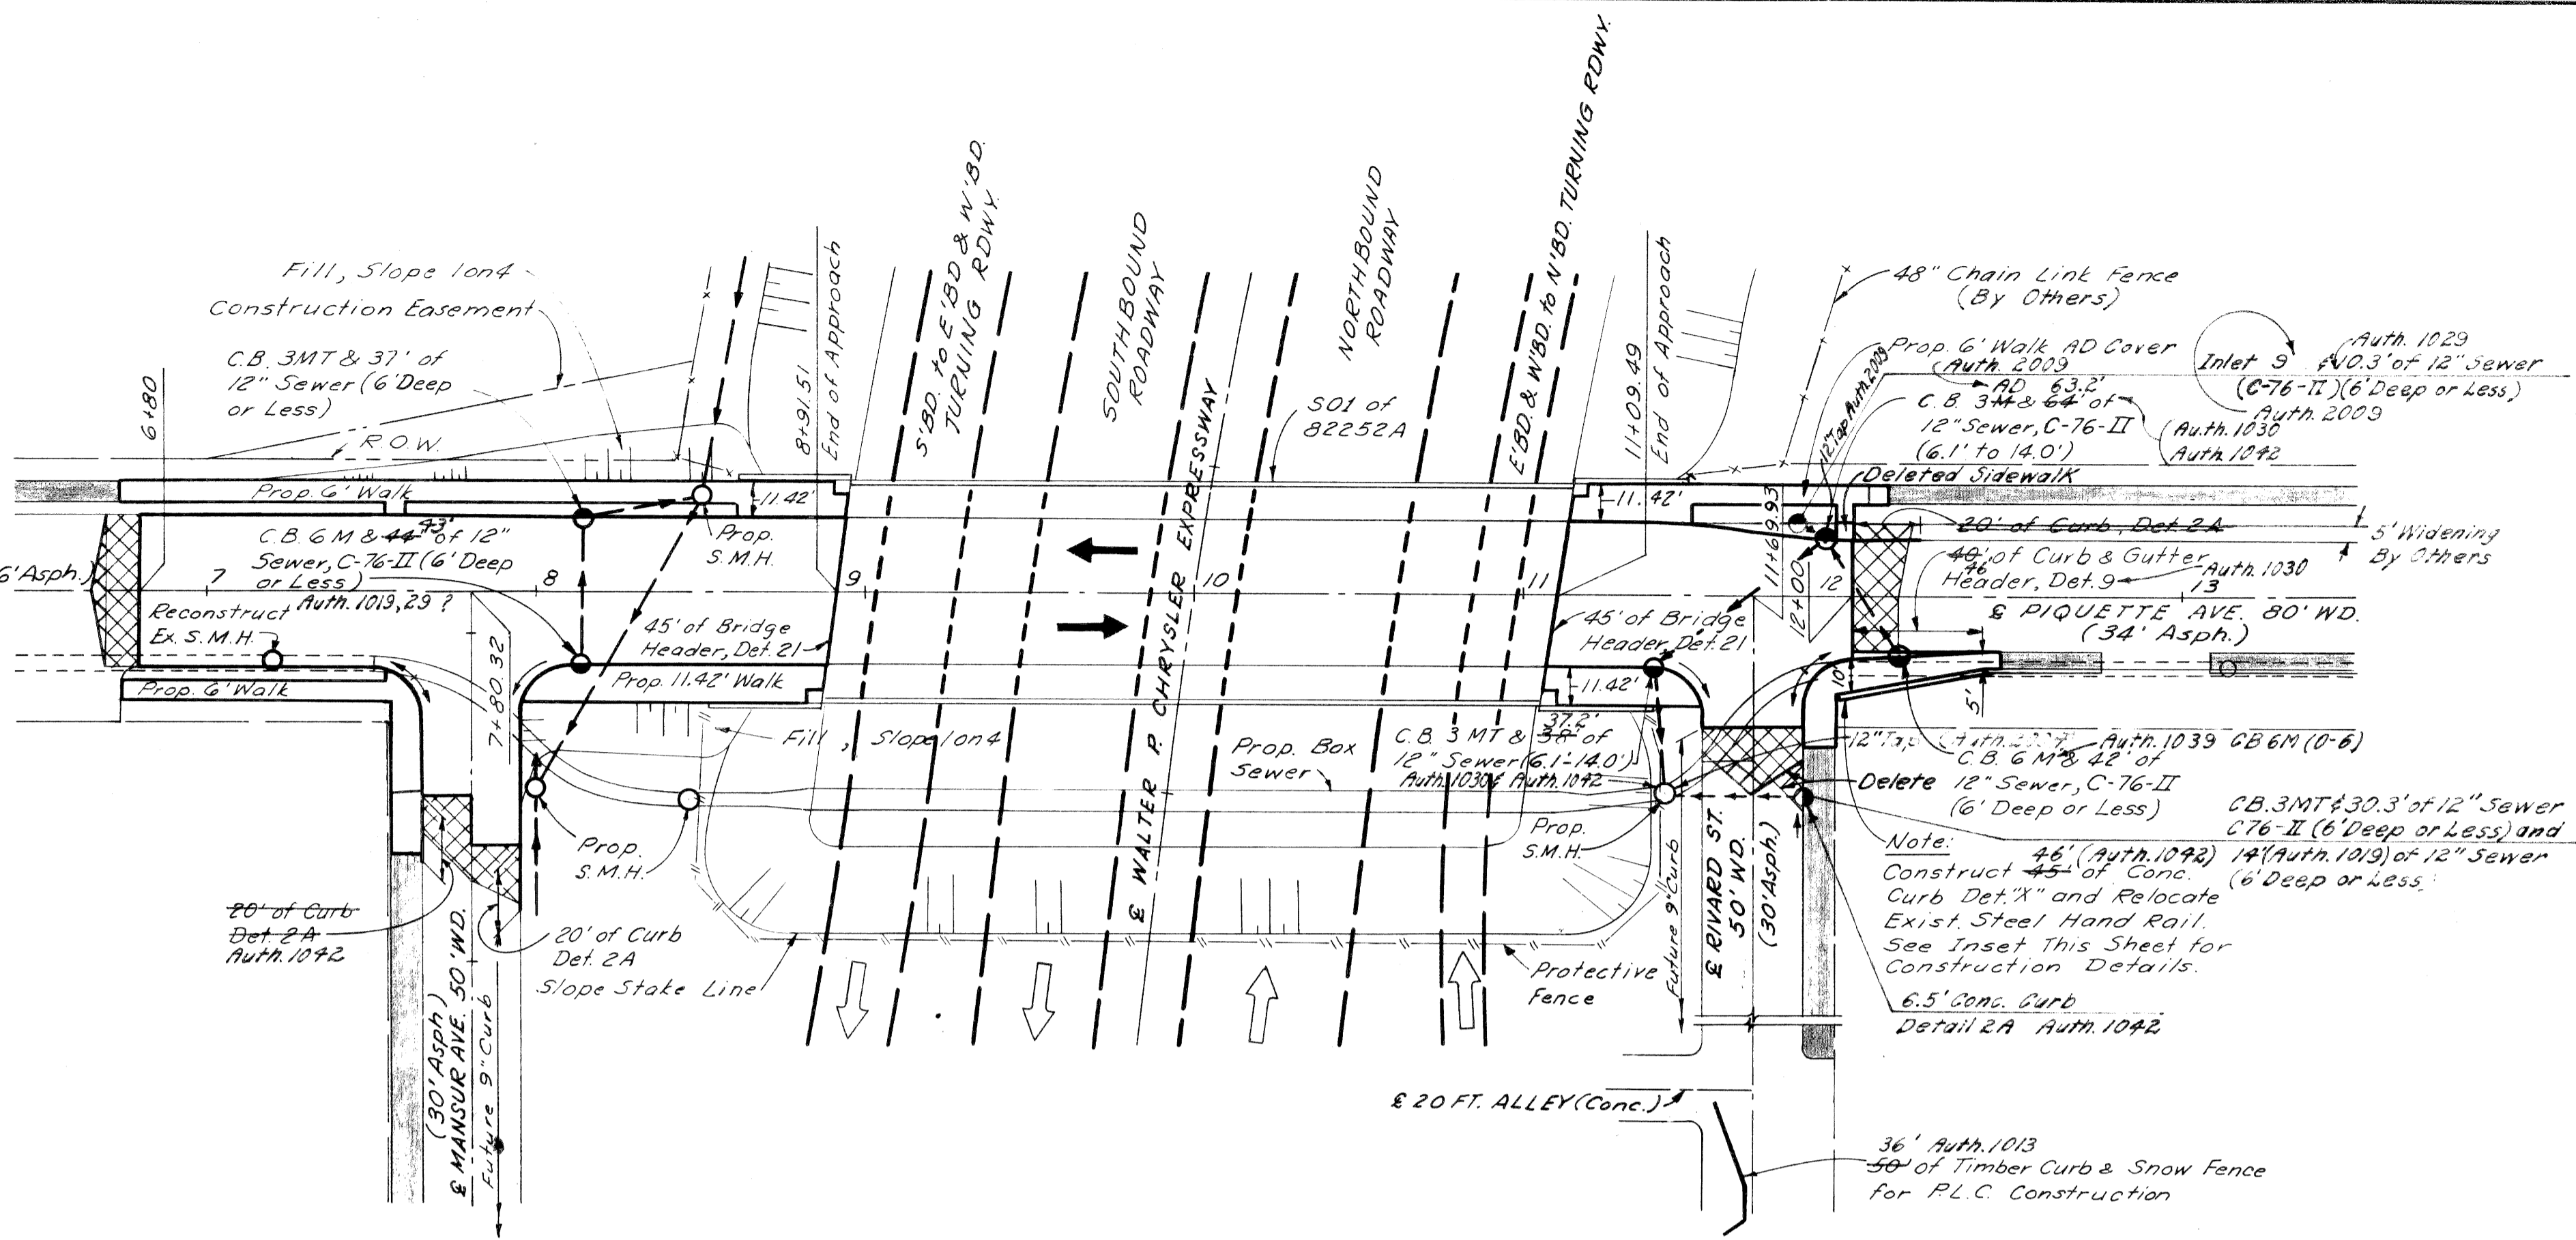 Fill, Slope 1on4
Construction Easement
C.B. 3MT & 37' of
12" Sewer (6' Deep
or Less)
6+80
R.O.W.
Prop. 6' Walk
C.B. 6 M & 44' 43' of 12"
Sewer, C-76-II (6' Deep
or Less)
Auth. 1019, 29 ?
Reconstruct
Ex. S.M.H.
6' Asph.)
7
8
9
10
11
12
13
Prop.
S.M.H.
11.42'
8+91.51
End of Approach
S'BD. to E'BD & W'BD.
TURNING RDWY.
SOUTHBOUND
ROADWAY
NORTHBOUND
ROADWAY
E'BD. & W'BD. to N'BD. TURNING RDWY.
S01 of
82252A
11+09.49
End of Approach
11.42'
48" Chain Link Fence
(By Others)
Prop. 6' Walk AD Cover
Auth. 2009
12" Tap Auth. 2009
AD 63.2'
C.B. 3M & 64' of
12" Sewer, C-76-II
(6.1' to 14.0')
Auth. 1030
Auth. 1042
Auth. 1029
Inlet 9 & 10.3' of 12" Sewer
(C-76-II) (6' Deep or Less)
Auth. 2009
Deleted Sidewalk
20' of Curb, Det. 2A
5' Widening
By Others
40' of Curb & Gutter
46
Header, Det. 9
Auth. 1030
11+69.93
12+00
℄ PIQUETTE AVE. 80' WD.
(34' Asph.)
45' of Bridge
Header, Det. 21
45' of Bridge
Header, Det. 21
Prop. 6' Walk
Prop. 11.42' Walk
11.42'
10'
5'
7+80.32
Fill, Slope 1on4
Prop. Box
Sewer
37.2'
C.B. 3 MT & 38' of
12" Sewer (6.1-14.0')
Auth. 1030 & Auth. 1042
℄ WALTER P. CHRYSLER EXPRESSWAY
12" Tap
Auth. 1039 CB 6M (0-6)
C.B. 6 M & 42' of
12" Sewer, C-76-II
(6' Deep or Less)
Delete
C.B. 3MT & 30.3' of 12" Sewer
C76-II (6' Deep or Less) and
14' (Auth. 1019) of 12" Sewer
(6' Deep or Less
Prop.
S.M.H.
Prop.
S.M.H.
Note:
46' (Auth. 1042)
Construct 45' of Conc.
Curb Det. "X" and Relocate
Exist. Steel Hand Rail.
See Inset This Sheet for
Construction Details.
20' of Curb
Det. 2A
Auth. 1042
20' of Curb
Det. 2A
Slope Stake Line
Protective
Fence
Future 9" Curb
℄ RIVARD ST.
50' WD.
(30' Asph.)
6.5' Conc. Curb
Detail 2A Auth. 1042
(30' Asph)
℄ MANSUR AVE. 50' WD.
Future 9" Curb
℄ 20 FT. ALLEY (Conc.)
36' Auth. 1013
50' of Timber Curb & Snow Fence
for P.L.C. Construction